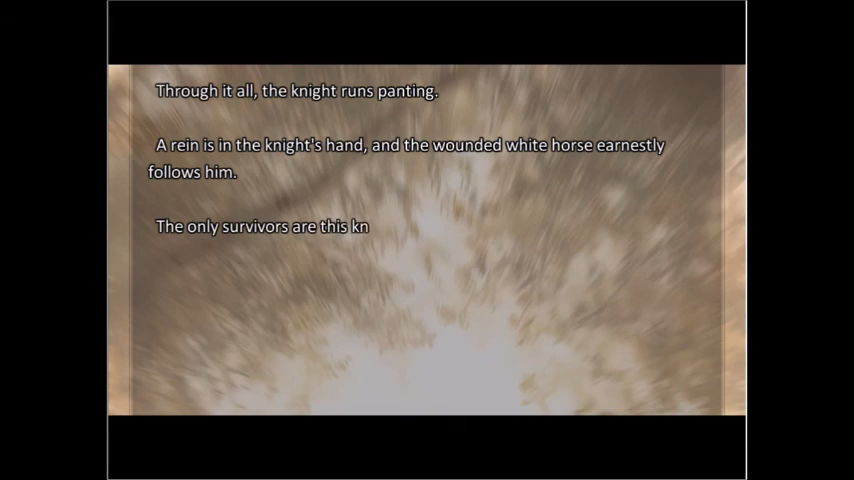 Through it all, the knight runs panting.
A rein is in the knight's hand, and the wounded white horse earnestly
follows him.
The only survivors are this kn